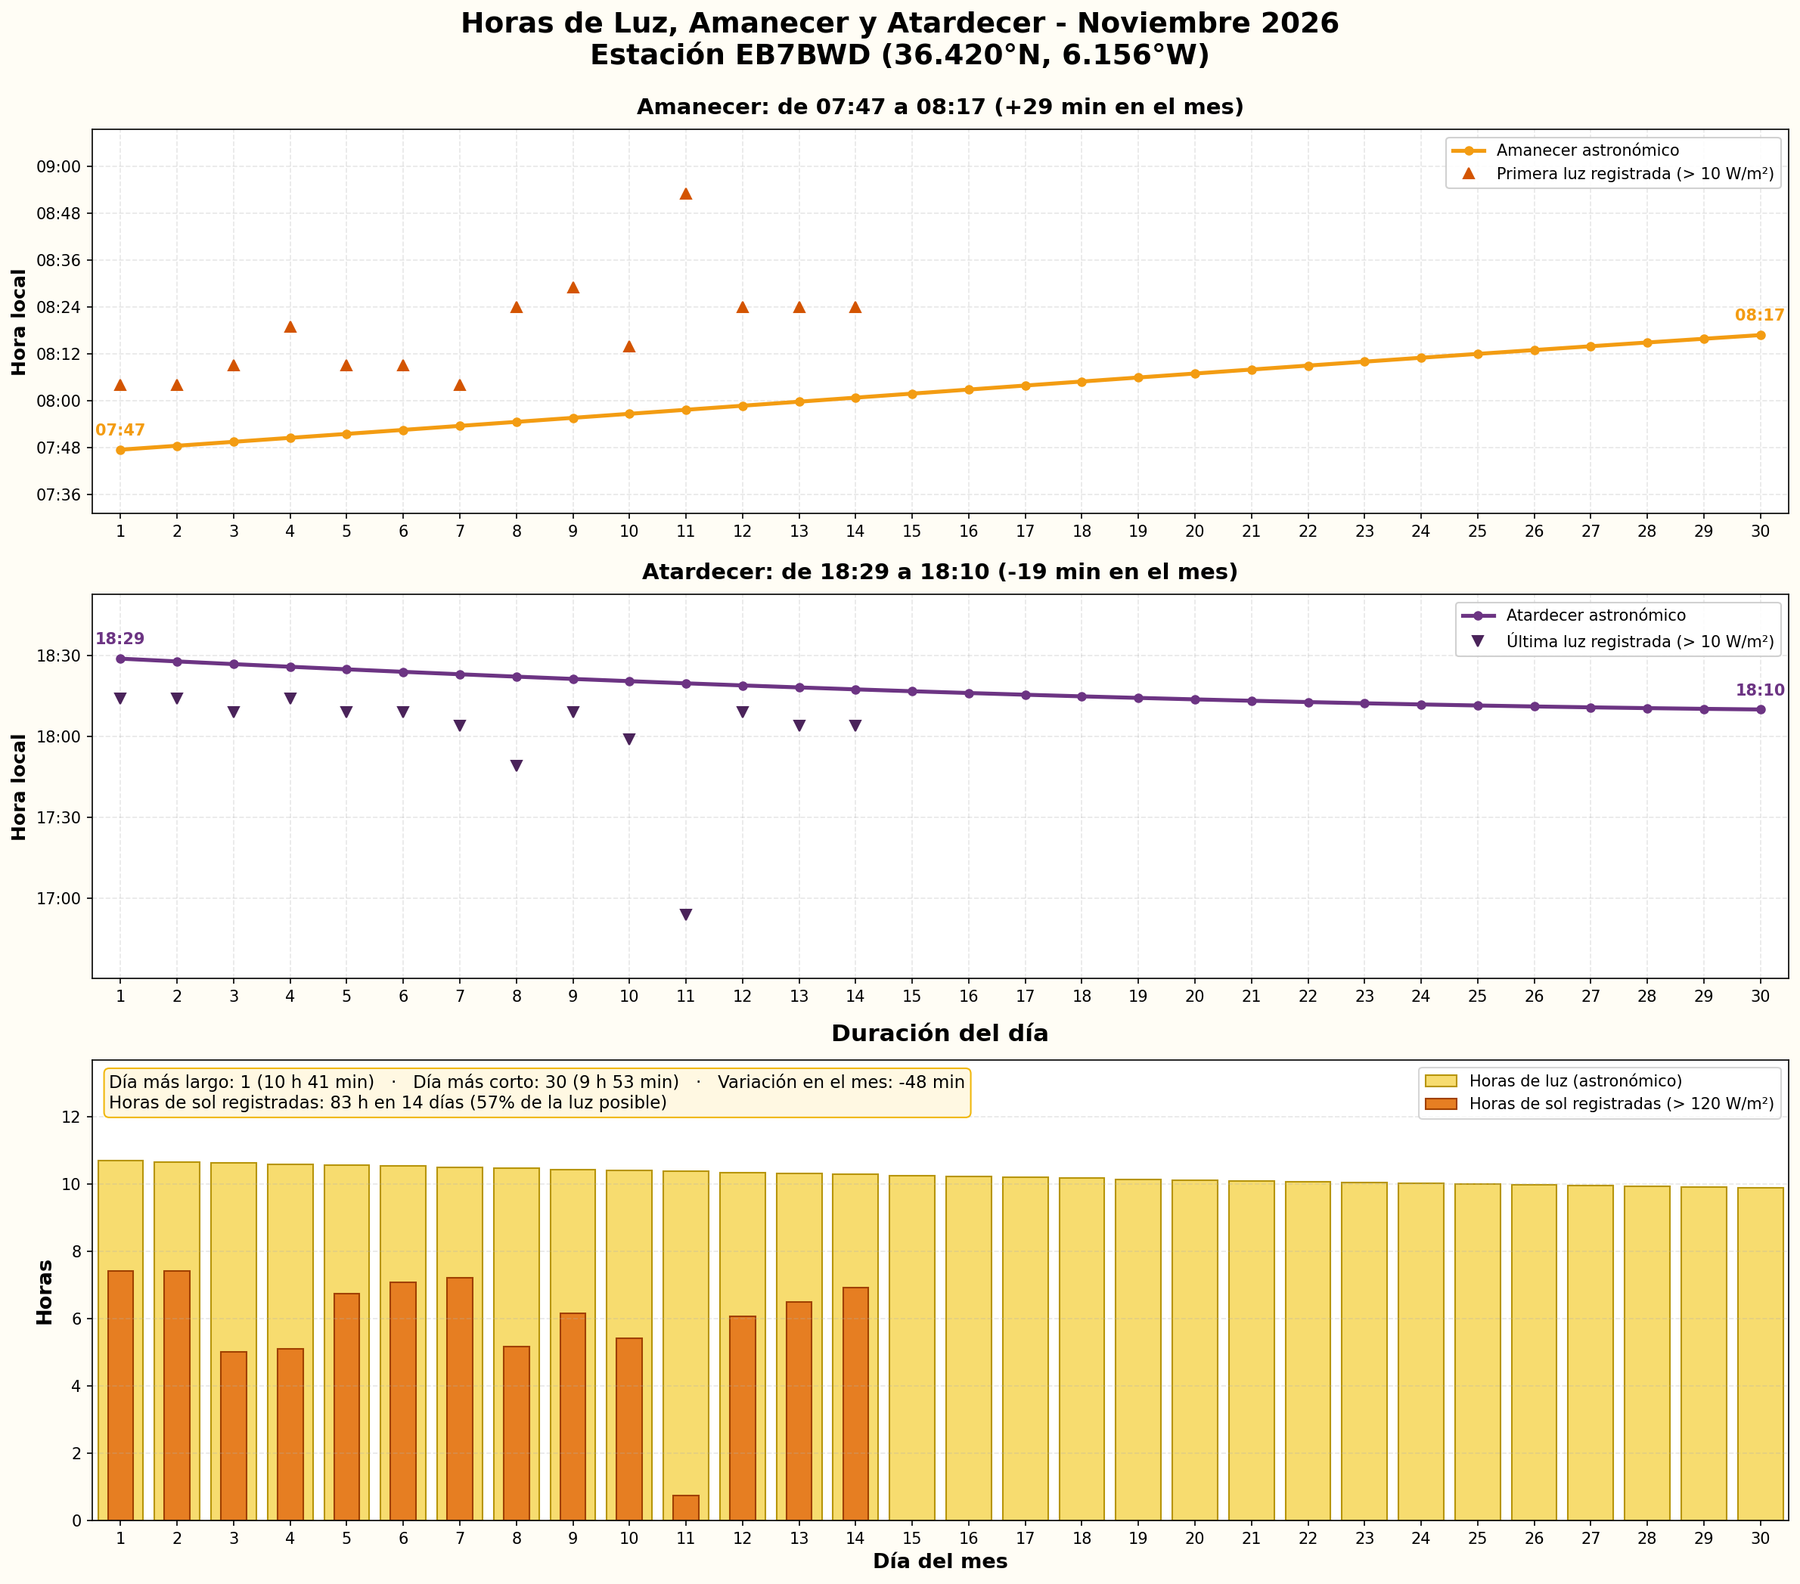 Horas de Luz, Amanecer y Atardecer - Noviembre 2026
Estación EB7BWD (36.420°N, 6.156°W)
Amanecer: de 07:47 a 08:17 (+29 min en el mes)
Hora local
09:00
08:48
08:36
08:24
08:12
08:00
07:48
07:36
Amanecer astronómico
Primera luz registrada (> 10 W/m²)
07:47
08:17
1 2 3 4 5 6 7 8 9 10 11 12 13 14 15 16 17 18 19 20 21 22 23 24 25 26 27 28 29 30
Atardecer: de 18:29 a 18:10 (-19 min en el mes)
Hora local
18:30
18:00
17:30
17:00
Atardecer astronómico
Última luz registrada (> 10 W/m²)
18:29
18:10
1 2 3 4 5 6 7 8 9 10 11 12 13 14 15 16 17 18 19 20 21 22 23 24 25 26 27 28 29 30
Duración del día
Día más largo: 1 (10 h 41 min) · Día más corto: 30 (9 h 53 min) · Variación en el mes: -48 min
Horas de sol registradas: 83 h en 14 días (57% de la luz posible)
Horas de luz (astronómico)
Horas de sol registradas (> 120 W/m²)
Horas
12
10
8
6
4
2
0
1 2 3 4 5 6 7 8 9 10 11 12 13 14 15 16 17 18 19 20 21 22 23 24 25 26 27 28 29 30
Día del mes